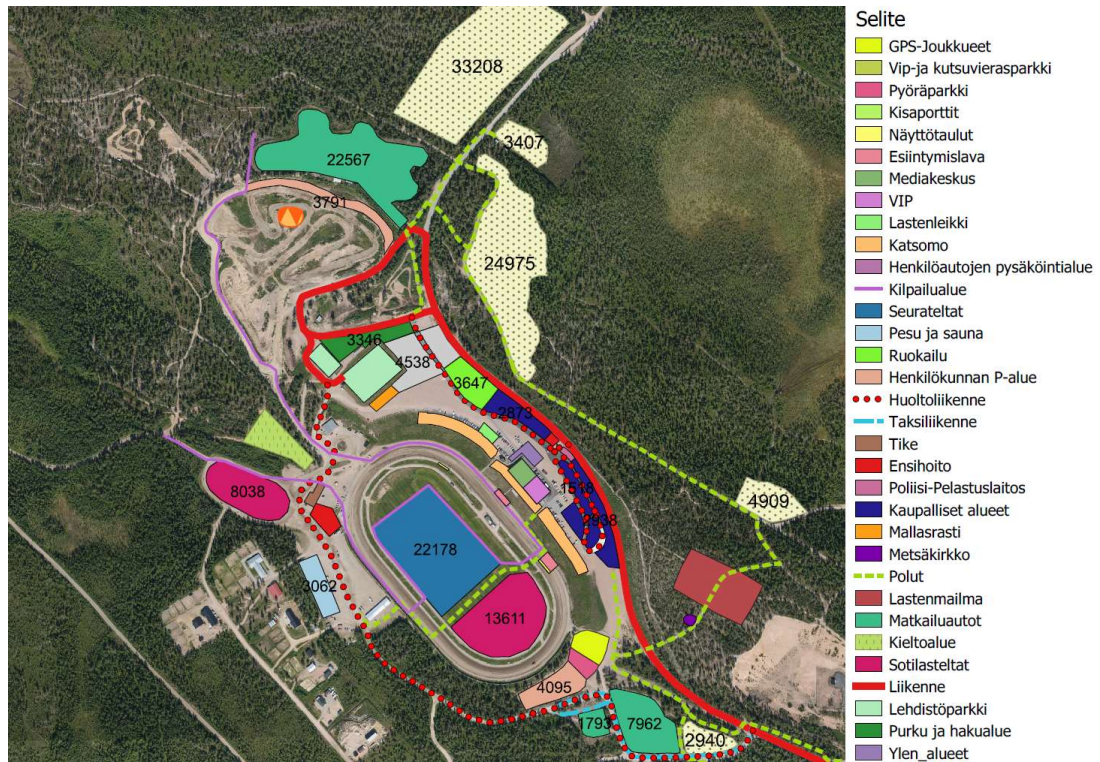 Selite
GPS-Joukkueet
Vip-ja kutsuvierasparkki
Pyöräparkki
Kisaporttit
Näyttötaulut
Esiintymislava
Mediakeskus
VIP
Lastenleikki
Katsomo
Henkilöautojen pysäköintialue
Kilpailualue
Seurateltat
Pesu ja sauna
Ruokailu
Henkilökunnan P-alue
Huoltoliikenne
Taksiliikenne
Tike
Ensihoito
Poliisi-Pelastuslaitos
Kaupalliset alueet
Mallasrasti
Metsäkirkko
Polut
Lastenmailma
Matkailuautot
Kieltoalue
Sotilasteltat
Liikenne
Lehdistöparkki
Purku ja hakualue
Ylen_alueet
33208
3407
22567
3791
24975
3346
4538
3647
2873
8038
2938
4909
22178
3062
13611
4095
1793
7962
2940